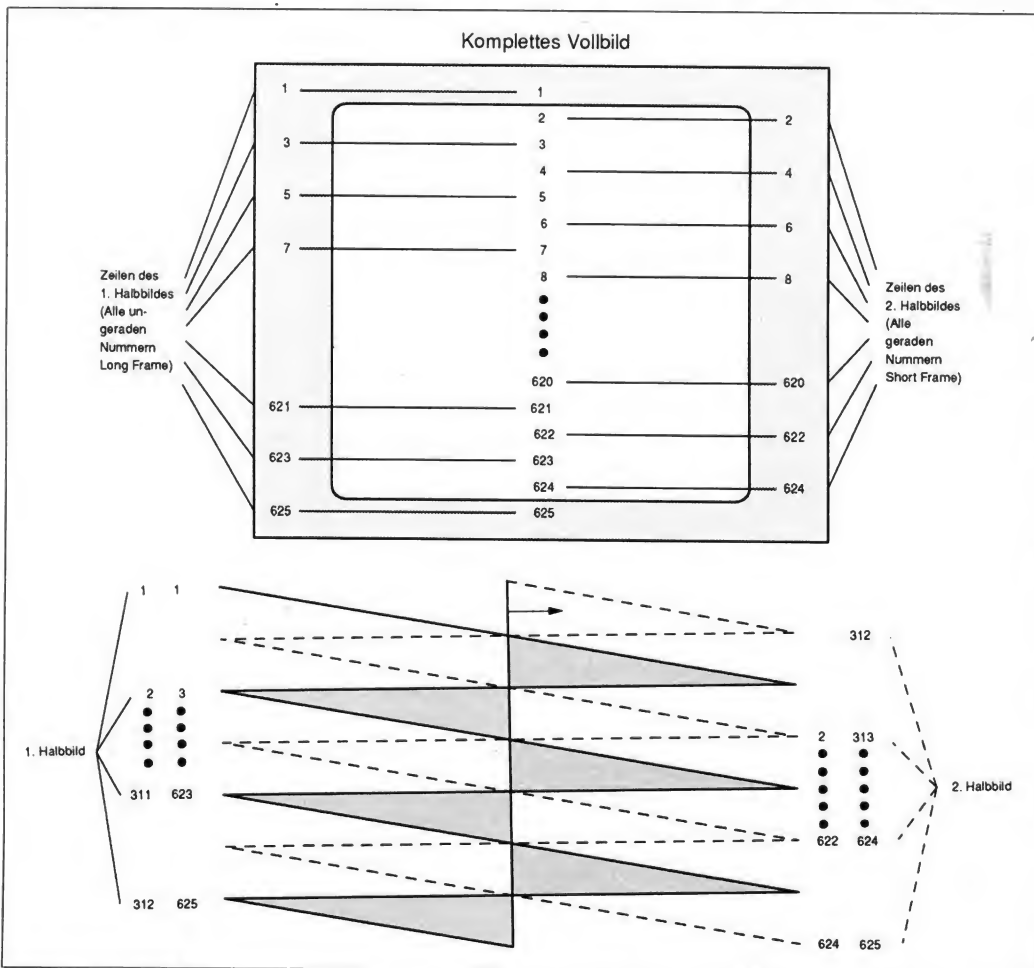 Komplettes Vollbild
1 1
2 2
3 3
4 4
5 5
6 6
7 7
8 8
Zeilen des
1. Halbbildes
(Alle un-
geraden
Nummern
Long Frame)
Zeilen des
2. Halbbildes
(Alle
geraden
Nummern
Short Frame)
620 620
621 621
622 622
623 623
624 624
625 625
1 1
312
2 3
2 313
1. Halbbild
2. Halbbild
311 623
622 624
312 625
624 625